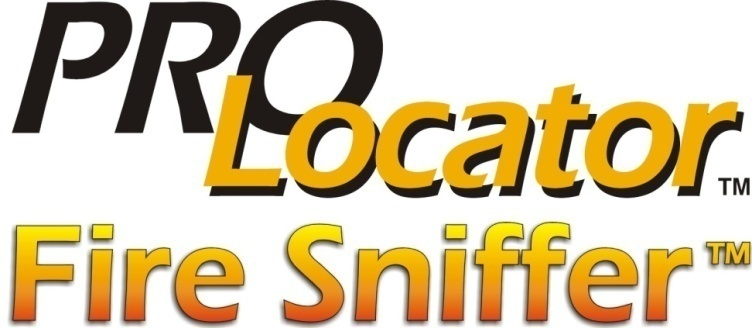 PRO
Locator™
Fire Sniffer™